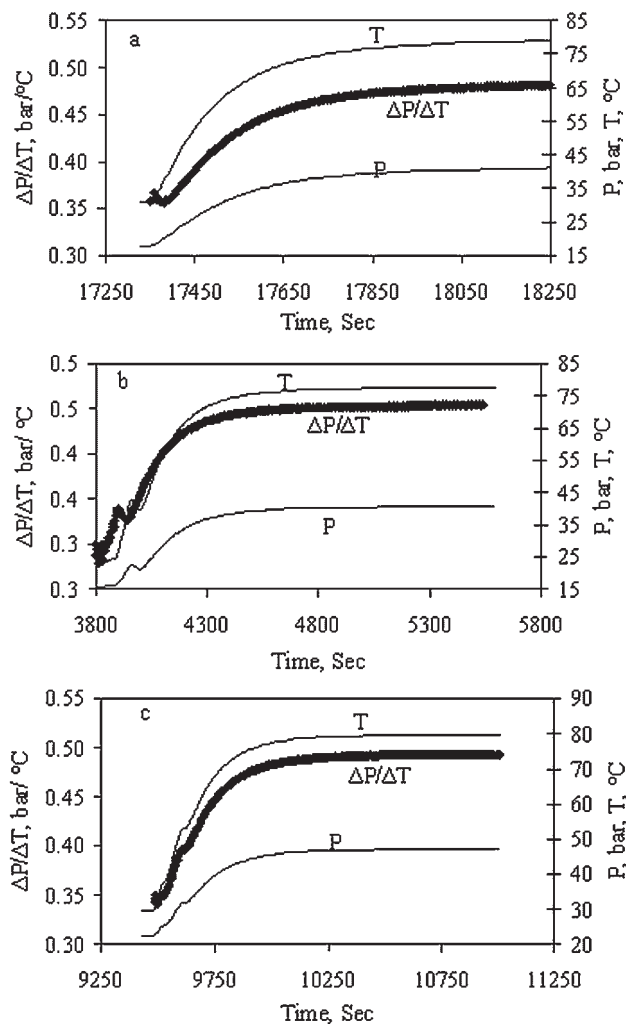 a
ΔP/ΔT, bar/°C
0.55
0.50
0.45
0.40
0.35
0.30
T
ΔP/ΔT
P
85
75
65
55
45
35
25
15
P, bar, T, °C
17250 17450 17650 17850 18050 18250
Time, Sec
b
ΔP/ΔT, bar/ °C
0.5
0.5
0.4
0.4
0.3
0.3
T
ΔP/ΔT
P
85
75
65
55
45
35
25
15
P, bar, T, °C
3800 4300 4800 5300 5800
Time, Sec
c
ΔP/ΔT, bar/ °C
0.55
0.50
0.45
0.40
0.35
0.30
T
ΔP/ΔT
P
90
80
70
60
50
40
30
20
P, bar, T, °C
9250 9750 10250 10750 11250
Time, Sec